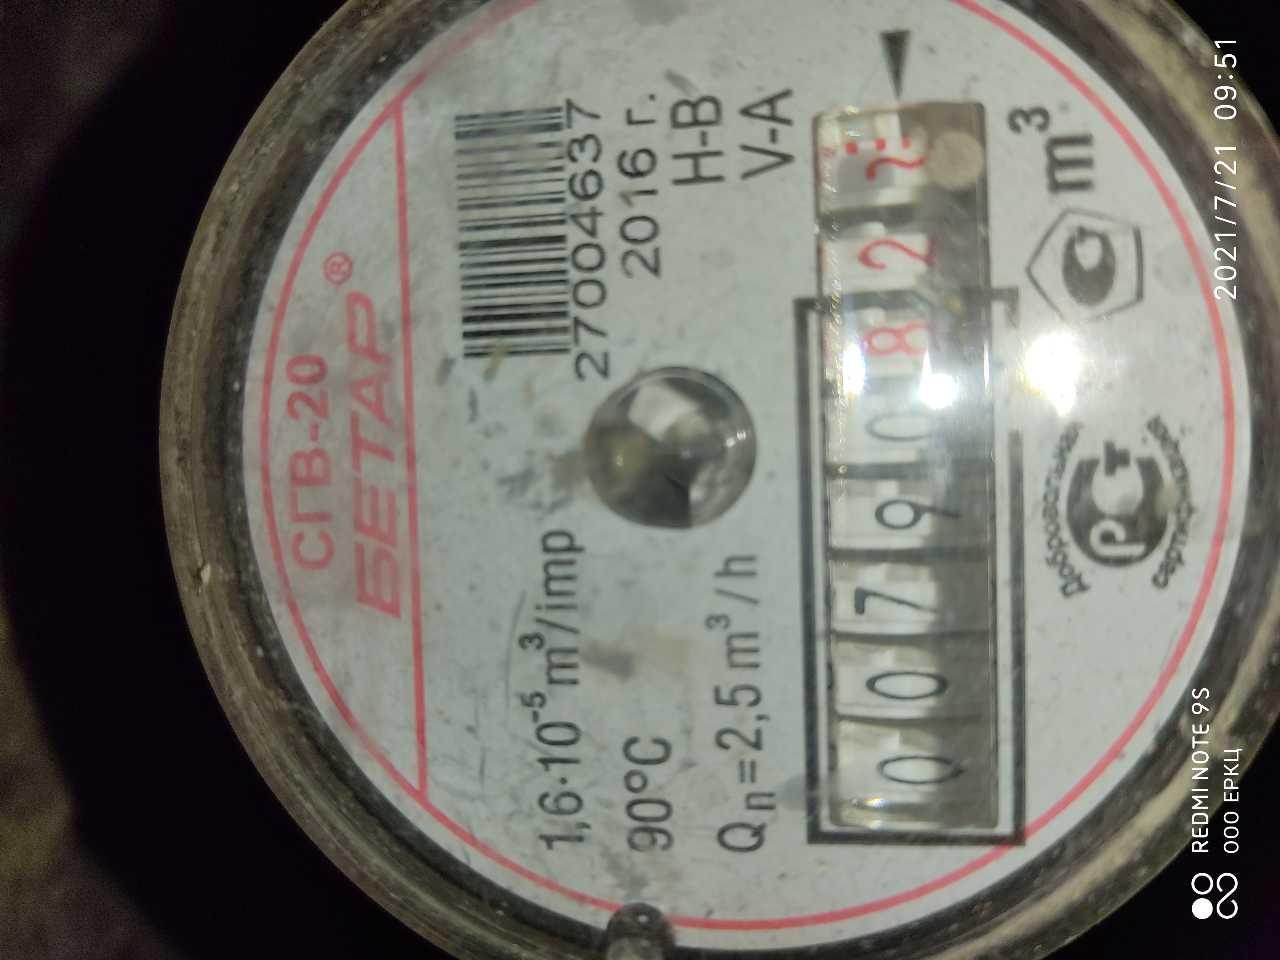 СГВ-20
БЕТАР®
27004637
1,6·10⁻⁵ m³/imp
2016 г.
90°C
H-B
Qn=2,5 m³/h
V-A
00790822
m³
Добровольная
РСТ
сертификация
REDMI NOTE 9S
ООО ЕРКЦ
2021/7/21 09:51